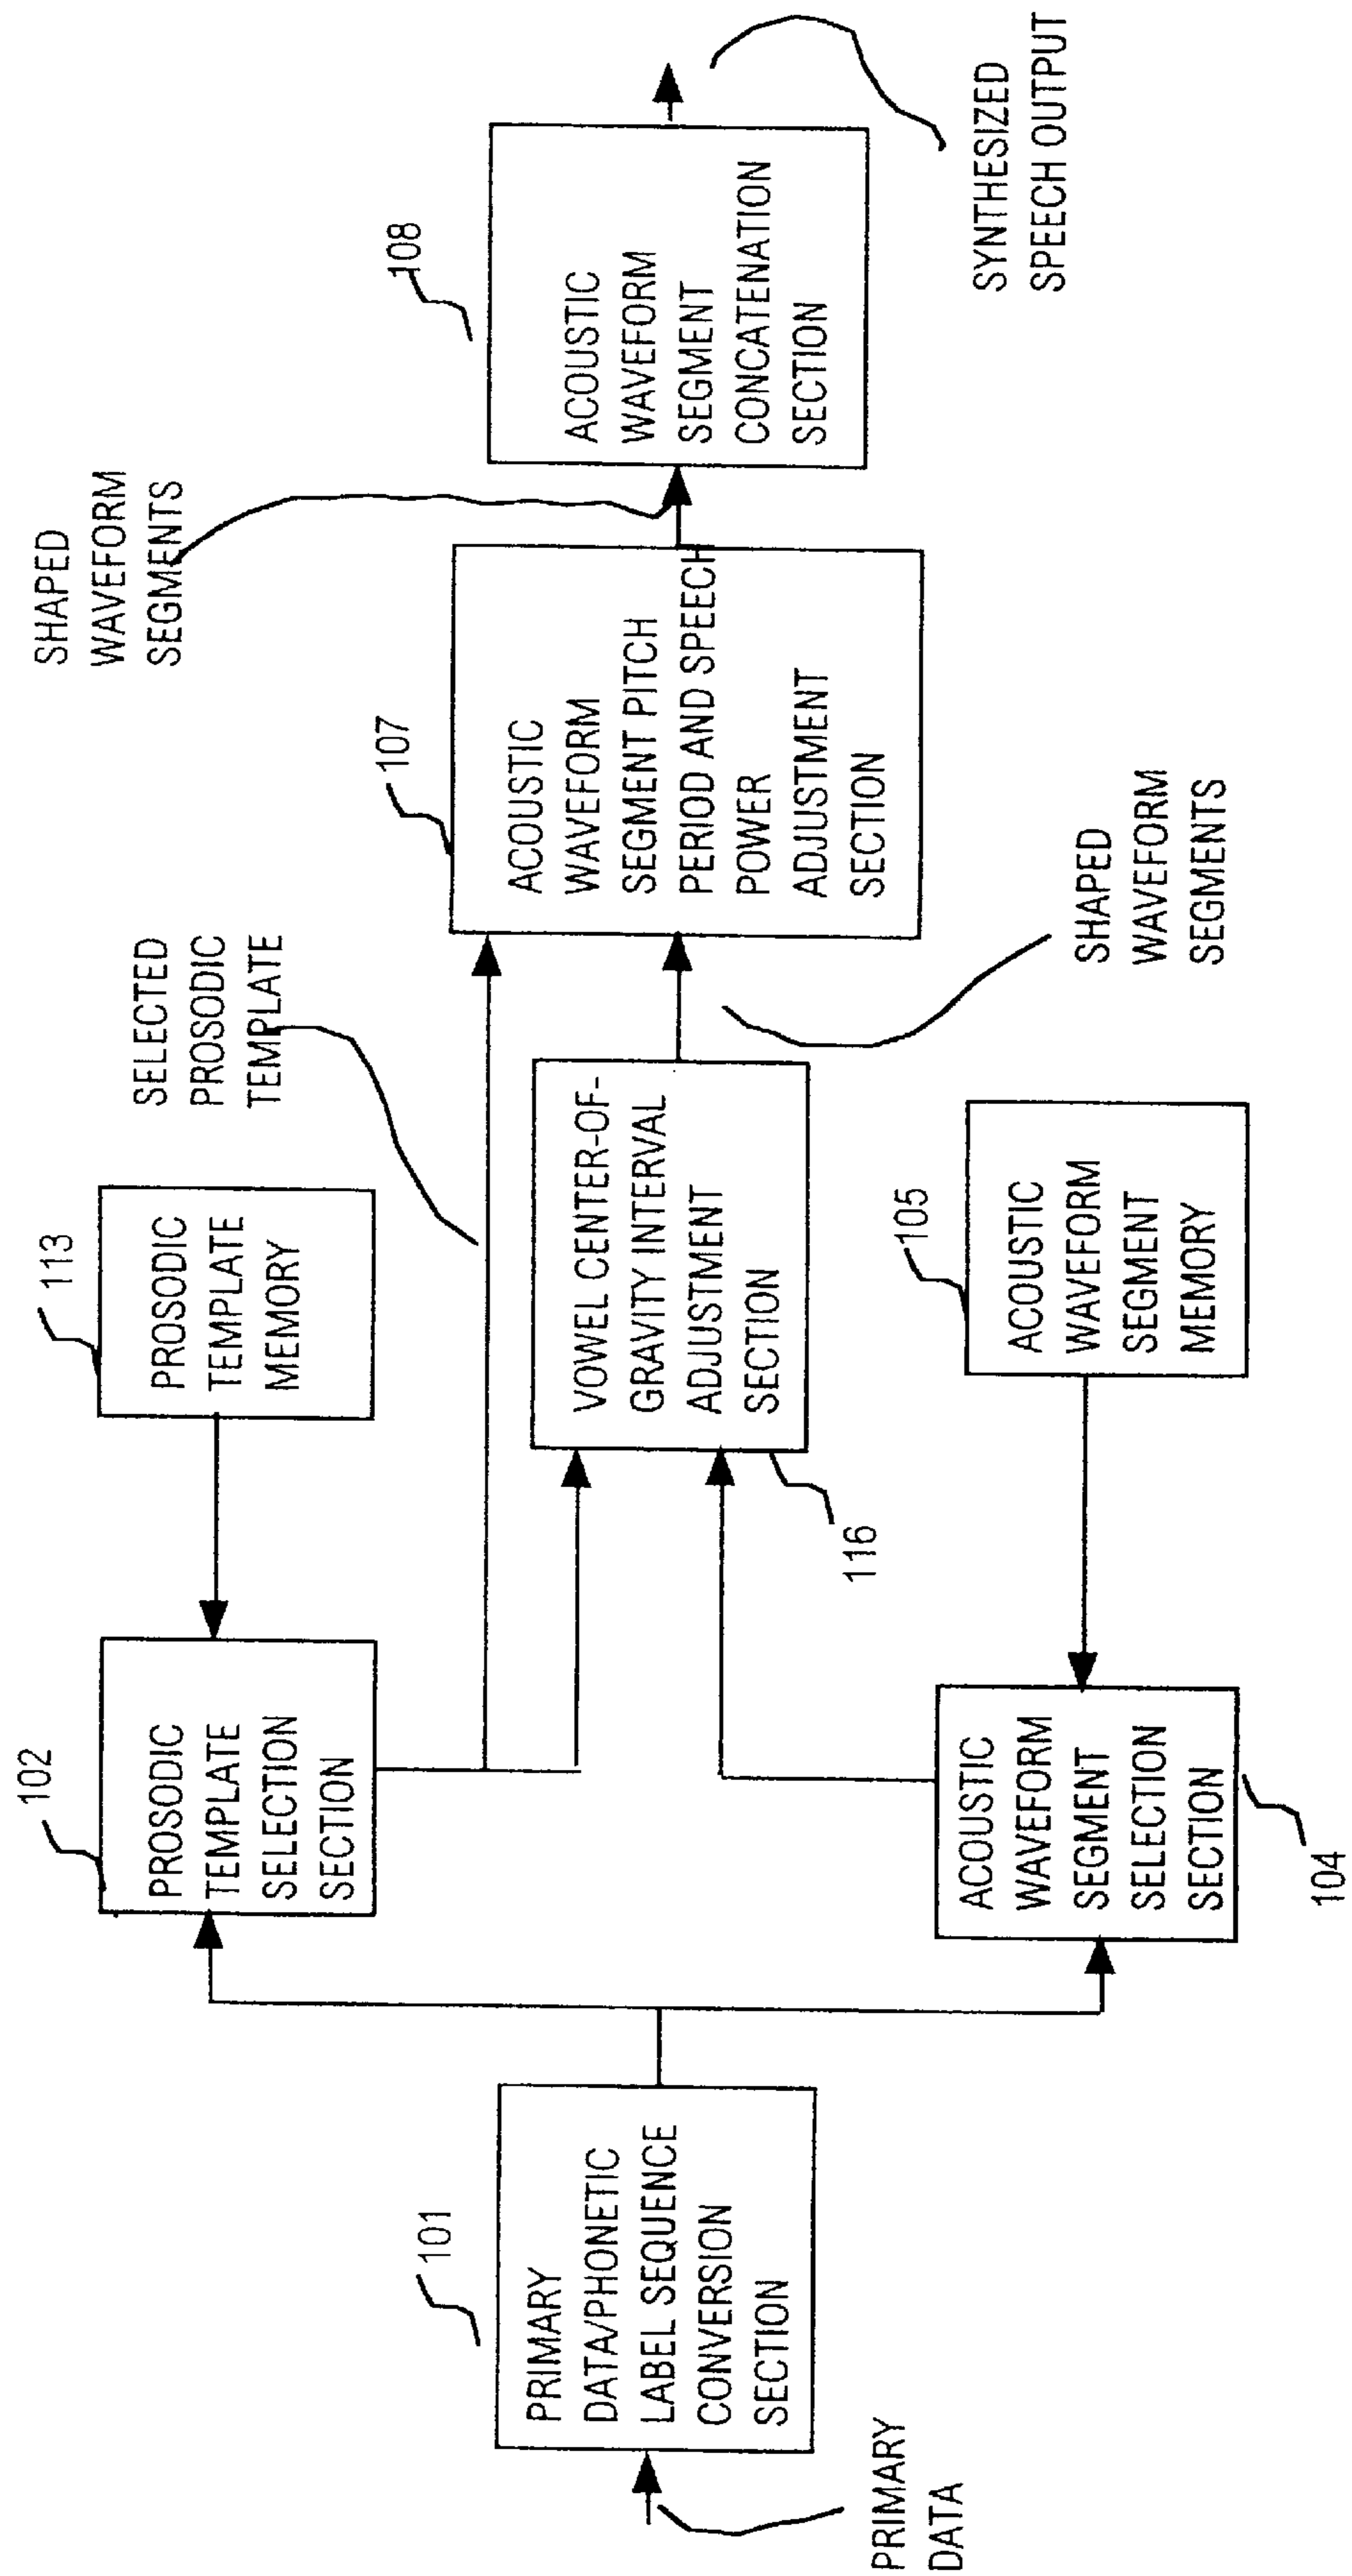 PRIMARY
DATA
101
PRIMARY
DATA/PHONETIC
LABEL SEQUENCE
CONVERSION
SECTION
102
PROSODIC
TEMPLATE
SELECTION
SECTION
113
PROSODIC
TEMPLATE
MEMORY
SELECTED
PROSODIC
TEMPLATE
104
ACOUSTIC
WAVEFORM
SEGMENT
SELECTION
SECTION
105
ACOUSTIC
WAVEFORM
SEGMENT
MEMORY
116
VOWEL CENTER-OF-
GRAVITY INTERVAL
ADJUSTMENT
SECTION
SHAPED
WAVEFORM
SEGMENTS
107
ACOUSTIC
WAVEFORM
SEGMENT PITCH
PERIOD AND SPEECH
POWER
ADJUSTMENT
SECTION
SHAPED
WAVEFORM
SEGMENTS
108
ACOUSTIC
WAVEFORM
SEGMENT
CONCATENATION
SECTION
SYNTHESIZED
SPEECH OUTPUT